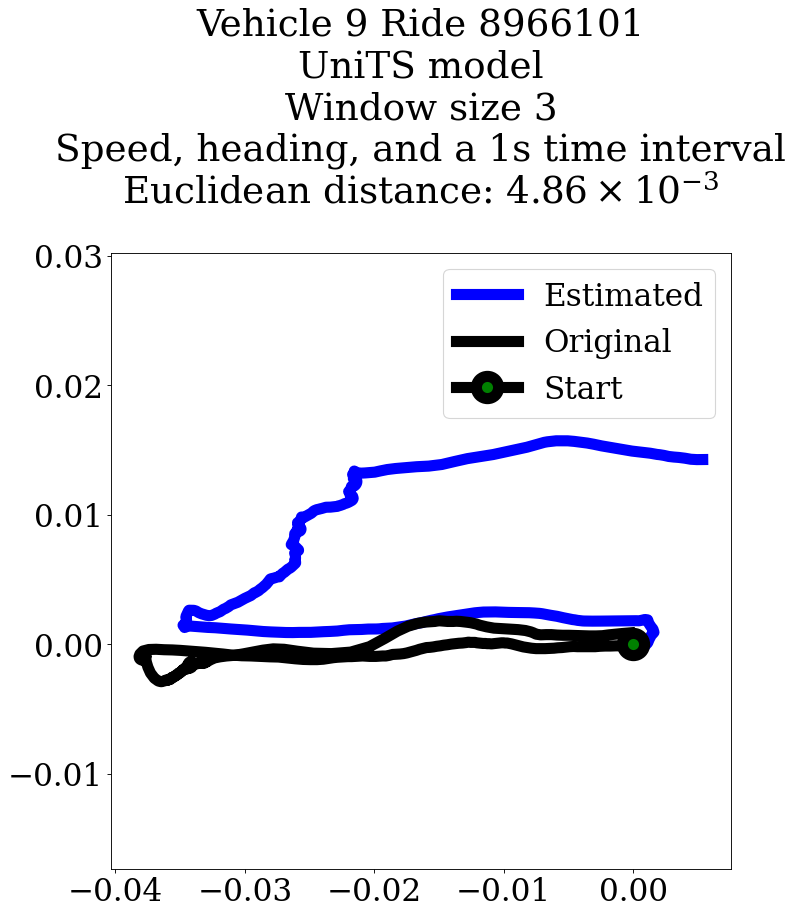 Vehicle 9 Ride 8966101
UniTS model
Window size 3
Speed, heading, and a 1s time interval
Euclidean distance: 4.86 × 10⁻³
0.03
Estimated
Original
Start
0.02
0.01
0.00
−0.01
−0.04 −0.03 −0.02 −0.01 0.00